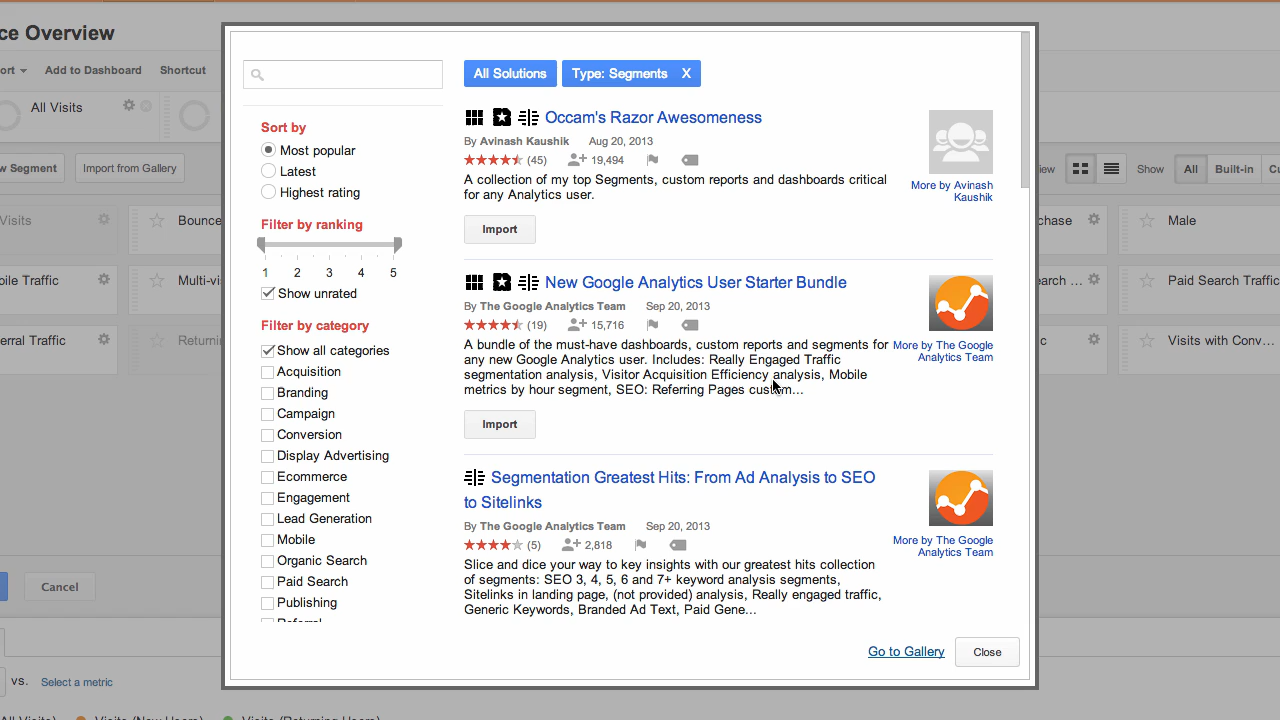 ce Overview
ort
Add to Dashboard
Shortcut
All Visits
w Segment
Import from Gallery
Visits
Bounce
bile Traffic
Multi-vi
erral Traffic
Returni
Cancel
vs.
Select a metric
All Visits)
Visits (New Users)
Visits (Returning Users)
Sort by
Most popular
Latest
Highest rating
Filter by ranking
1 2 3 4 5
Show unrated
Filter by category
Show all categories
Acquisition
Branding
Campaign
Conversion
Display Advertising
Ecommerce
Engagement
Lead Generation
Mobile
Organic Search
Paid Search
Publishing
Referral
All Solutions
Type: Segments X
Occam's Razor Awesomeness
By Avinash Kaushik Aug 20, 2013
(45) 19,494
A collection of my top Segments, custom reports and dashboards critical
for any Analytics user.
Import
More by Avinash
Kaushik
New Google Analytics User Starter Bundle
By The Google Analytics Team Sep 20, 2013
(19) 15,716
A bundle of the must-have dashboards, custom reports and segments for
any new Google Analytics user. Includes: Really Engaged Traffic
segmentation analysis, Visitor Acquisition Efficiency analysis, Mobile
metrics by hour segment, SEO: Referring Pages custom...
Import
More by The Google
Analytics Team
Segmentation Greatest Hits: From Ad Analysis to SEO
to Sitelinks
By The Google Analytics Team Sep 20, 2013
(5) 2,818
Slice and dice your way to key insights with our greatest hits collection
of segments: SEO 3, 4, 5, 6 and 7+ keyword analysis segments,
Sitelinks in landing page, (not provided) analysis, Really engaged traffic,
Generic Keywords, Branded Ad Text, Paid Gene...
More by The Google
Analytics Team
Go to Gallery
Close
iew
Show
All
Built-in
Cu
chase
Male
earch ...
Paid Search Traffic
c
Visits with Conv...